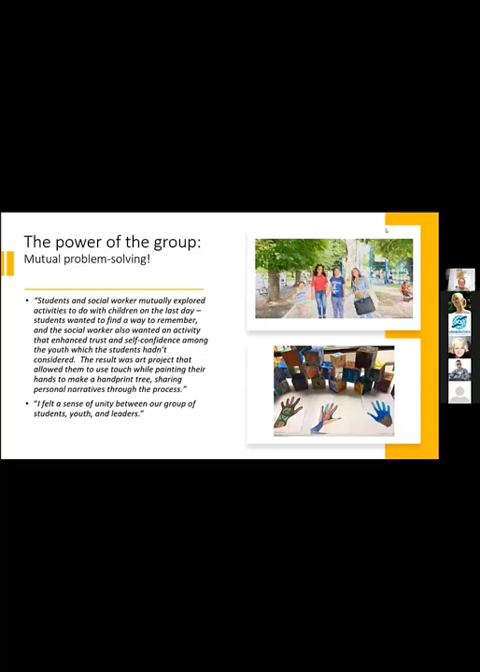 The power of the group:
Mutual problem-solving!
• "Students and social worker mutually explored
activities to do with children on the last day –
students wanted to find a way to remember,
and the social worker also wanted an activity
that enhanced trust and self-confidence among
the youth which the students hadn't
considered. The result was art project that
allowed them to use touch while painting their
hands to make a handprint tree, sharing
personal narratives through the process."
• "I felt a sense of unity between our group of
students, youth, and leaders."